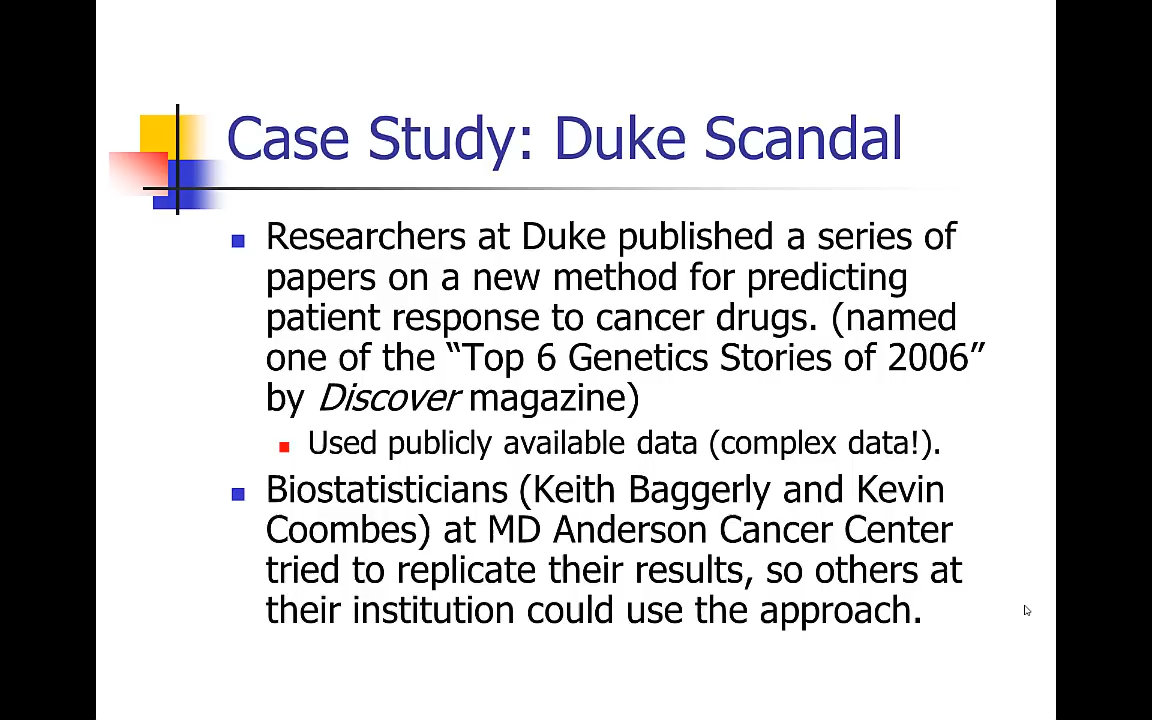 Case Study: Duke Scandal
Researchers at Duke published a series of
papers on a new method for predicting
patient response to cancer drugs. (named
one of the “Top 6 Genetics Stories of 2006”
by Discover magazine)
Used publicly available data (complex data!).
Biostatisticians (Keith Baggerly and Kevin
Coombes) at MD Anderson Cancer Center
tried to replicate their results, so others at
their institution could use the approach.